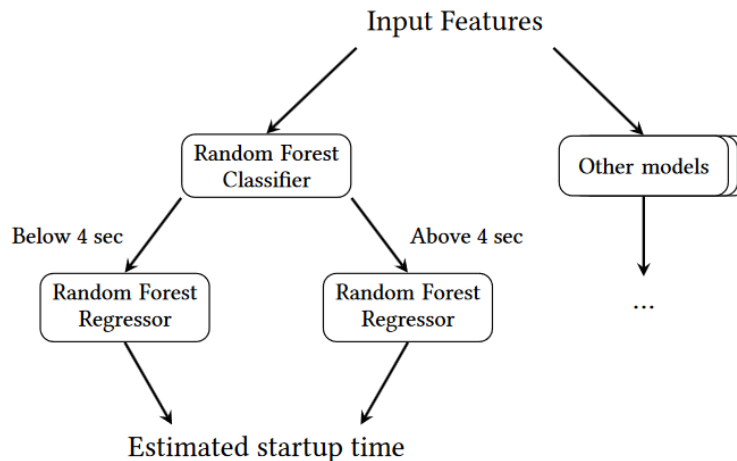 Input Features
Random Forest
Classifier
Other models
Below 4 sec
Above 4 sec
Random Forest
Regressor
Random Forest
Regressor
...
Estimated startup time